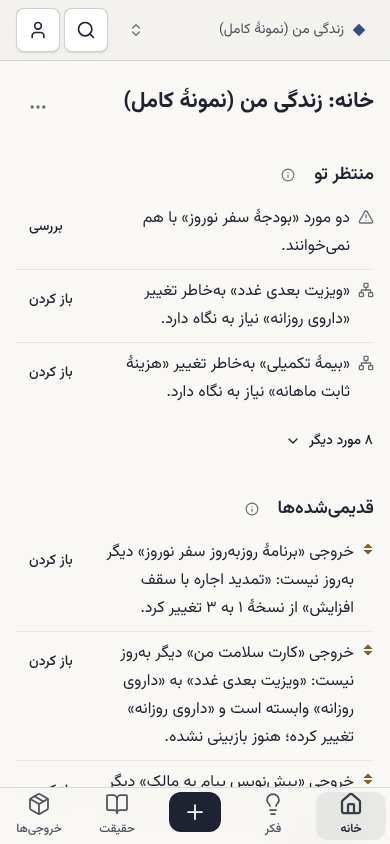 زندگی من (نمونهٔ کامل)
خانه: زندگی من (نمونهٔ کامل)
منتظر تو
دو مورد «بودجهٔ سفر نوروز» با هم
نمی‌خوانند.
بررسی
«ویزیت بعدی غدد» به‌خاطر تغییر
«داروی روزانه» نیاز به نگاه دارد.
باز کردن
«بیمهٔ تکمیلی» به‌خاطر تغییر «هزینهٔ
ثابت ماهانه» نیاز به نگاه دارد.
باز کردن
۸ مورد دیگر
قدیمی‌شده‌ها
خروجی «برنامهٔ روزبه‌روز سفر نوروز» دیگر
به‌روز نیست: «تمدید اجاره با سقف
افزایش» از نسخهٔ ۱ به ۳ تغییر کرد.
باز کردن
خروجی «کارت سلامت من» دیگر به‌روز
نیست: «ویزیت بعدی غدد» به «داروی
روزانه» وابسته است و «داروی روزانه»
تغییر کرده؛ هنوز بازبینی نشده.
باز کردن
خروجی «پیش‌نویس پیام به مالک» دیگر
خانه
فکر
حقیقت
خروجی‌ها